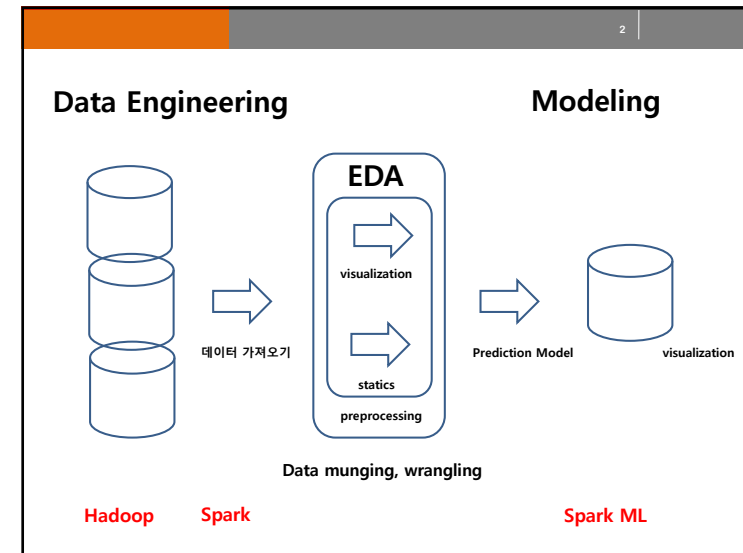 2
Data Engineering
Modeling
EDA
visualization
데이터 가져오기
statics
preprocessing
Prediction Model
visualization
Data munging, wrangling
Hadoop
Spark
Spark ML